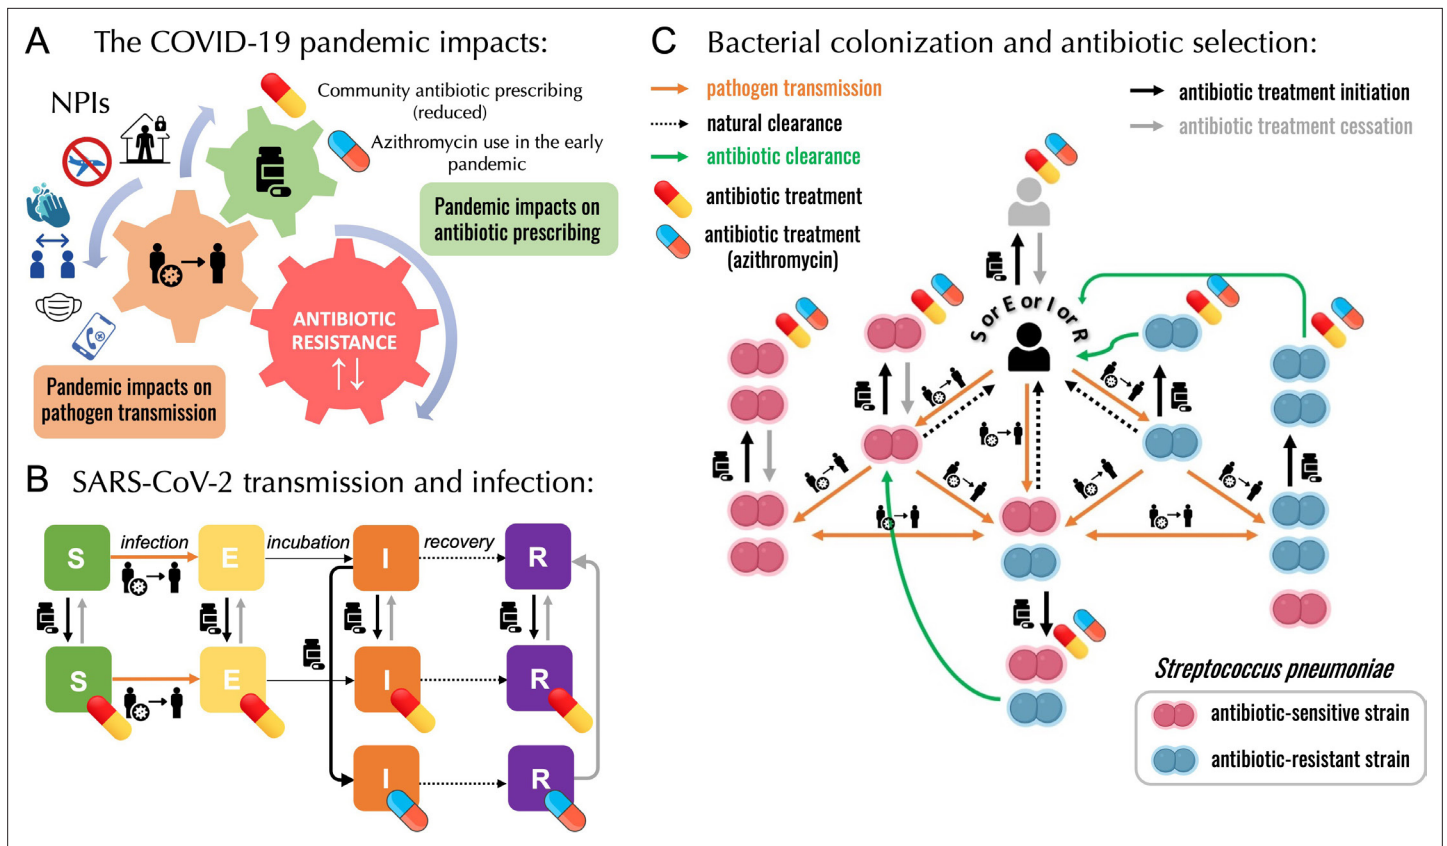 A The COVID-19 pandemic impacts:
NPIs
Community antibiotic prescribing
(reduced)
Azithromycin use in the early
pandemic
Pandemic impacts on
antibiotic prescribing
ANTIBIOTIC
RESISTANCE
↑↓
Pandemic impacts on
pathogen transmission
B SARS-CoV-2 transmission and infection:
S infection E incubation I recovery R
S E I R
I R
C Bacterial colonization and antibiotic selection:
pathogen transmission
natural clearance
antibiotic clearance
antibiotic treatment
antibiotic treatment
(azithromycin)
antibiotic treatment initiation
antibiotic treatment cessation
S or E or I or R
Streptococcus pneumoniae
antibiotic-sensitive strain
antibiotic-resistant strain